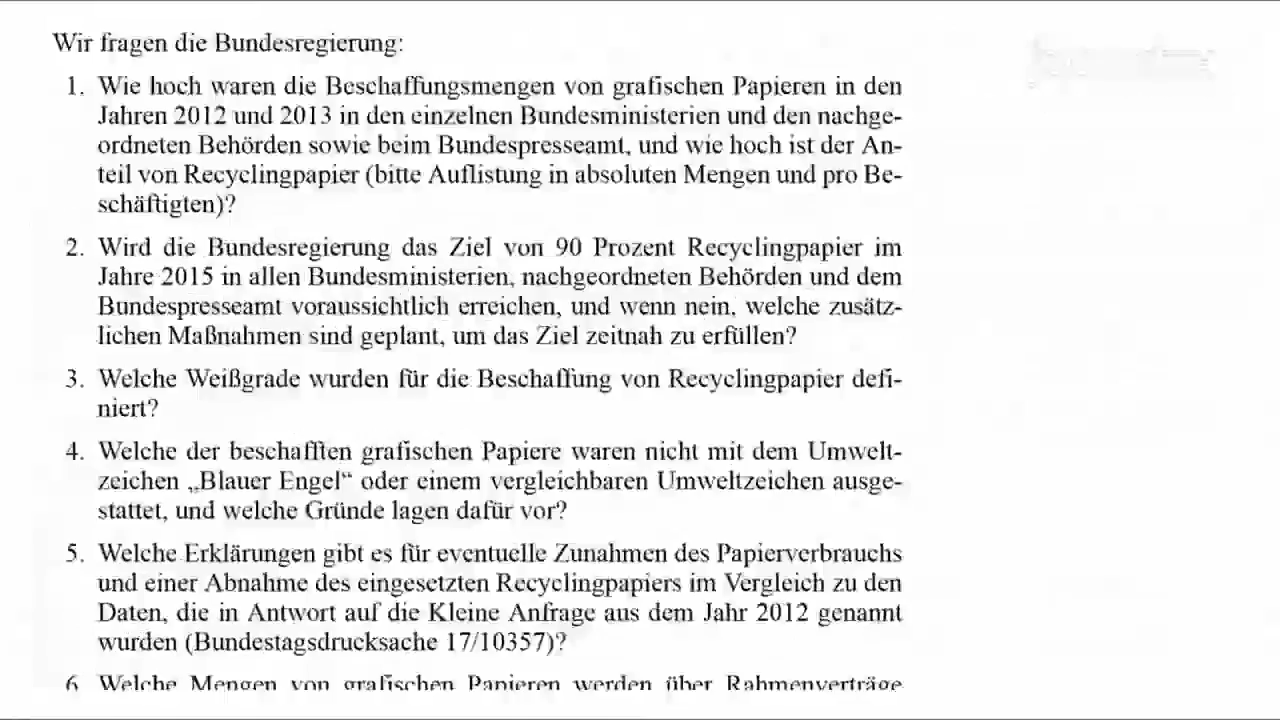 Wir fragen die Bundesregierung:
1. Wie hoch waren die Beschaffungsmengen von grafischen Papieren in den
Jahren 2012 und 2013 in den einzelnen Bundesministerien und den nachge-
ordneten Behörden sowie beim Bundespresseamt, und wie hoch ist der An-
teil von Recyclingpapier (bitte Auflistung in absoluten Mengen und pro Be-
schäftigten)?
2. Wird die Bundesregierung das Ziel von 90 Prozent Recyclingpapier im
Jahre 2015 in allen Bundesministerien, nachgeordneten Behörden und dem
Bundespresseamt voraussichtlich erreichen, und wenn nein, welche zusätz-
lichen Maßnahmen sind geplant, um das Ziel zeitnah zu erfüllen?
3. Welche Weißgrade wurden für die Beschaffung von Recyclingpapier defi-
niert?
4. Welche der beschafften grafischen Papiere waren nicht mit dem Umwelt-
zeichen „Blauer Engel“ oder einem vergleichbaren Umweltzeichen ausge-
stattet, und welche Gründe lagen dafür vor?
5. Welche Erklärungen gibt es für eventuelle Zunahmen des Papierverbrauchs
und einer Abnahme des eingesetzten Recyclingpapiers im Vergleich zu den
Daten, die in Antwort auf die Kleine Anfrage aus dem Jahr 2012 genannt
wurden (Bundestagsdrucksache 17/10357)?
6. Welche Mengen von grafischen Papieren werden über Rahmenverträge